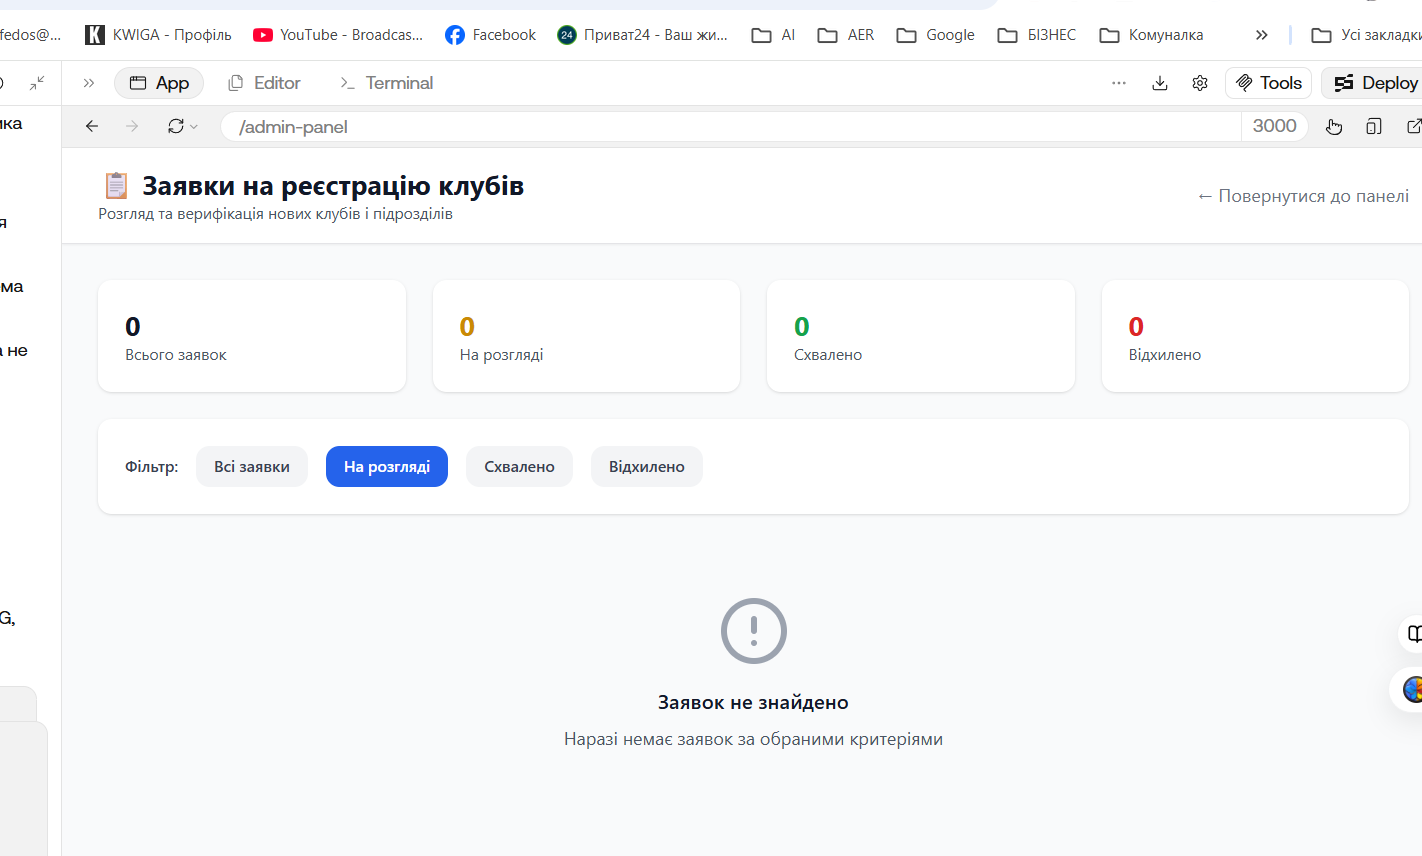 fedos@... KWIGA - Профіль YouTube - Broadcas... Facebook 24 Приват24 - Ваш жи... AI AER Google БІЗНЕС Комуналка » Усі закладки
» App Editor Terminal ... Tools Deploy
/admin-panel 3000
📋 Заявки на реєстрацію клубів
Розгляд та верифікація нових клубів і підрозділів
← Повернутися до панелі
0
Всього заявок
0
На розгляді
0
Схвалено
0
Відхилено
Фільтр: Всі заявки На розгляді Схвалено Відхилено
Заявок не знайдено
Наразі немає заявок за обраними критеріями
не
G,